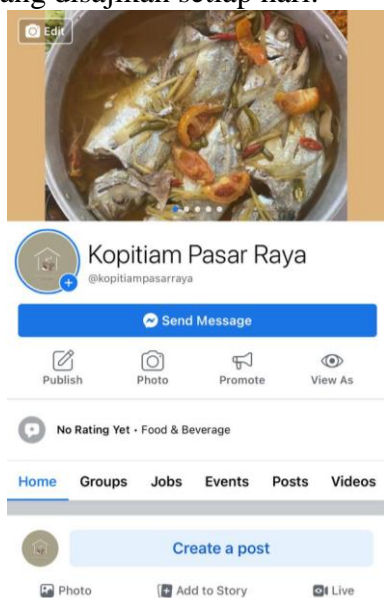 ang disajikan setiap hari.
Edit
Kopitiam Pasar Raya
@kopitiampasarraya
Send Message
Publish Photo Promote View As
No Rating Yet · Food & Beverage
Home Groups Jobs Events Posts Videos
Create a post
Photo Add to Story Live